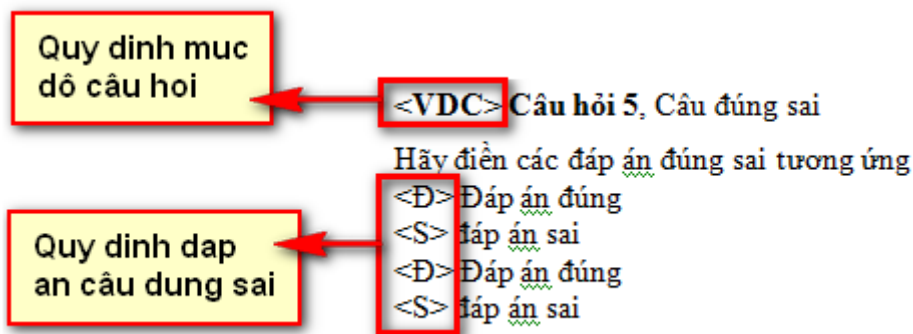 Quy dinh muc
dô câu hoi
<VDC> Câu hỏi 5, Câu đúng sai
Hãy điền các đáp án đúng sai tương ứng
<Đ> Đáp án đúng
<S> đáp án sai
<Đ> Đáp án đúng
<S> đáp án sai
Quy dinh dap
an câu dung sai